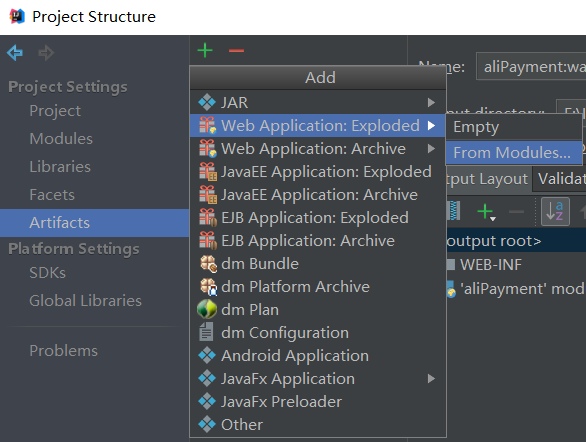 Project Structure
Project Settings
Project
Modules
Libraries
Facets
Artifacts
Platform Settings
SDKs
Global Libraries
Problems
Add
JAR
Web Application: Exploded
Web Application: Archive
JavaEE Application: Exploded
JavaEE Application: Archive
EJB Application: Exploded
EJB Application: Archive
dm Bundle
dm Platform Archive
dm Plan
dm Configuration
Android Application
JavaFx Application
JavaFx Preloader
Other
Empty
From Modules...
Name: aliPayment:wa
put directory:
put Layout Validat
output root>
WEB-INF
'aliPayment' mod